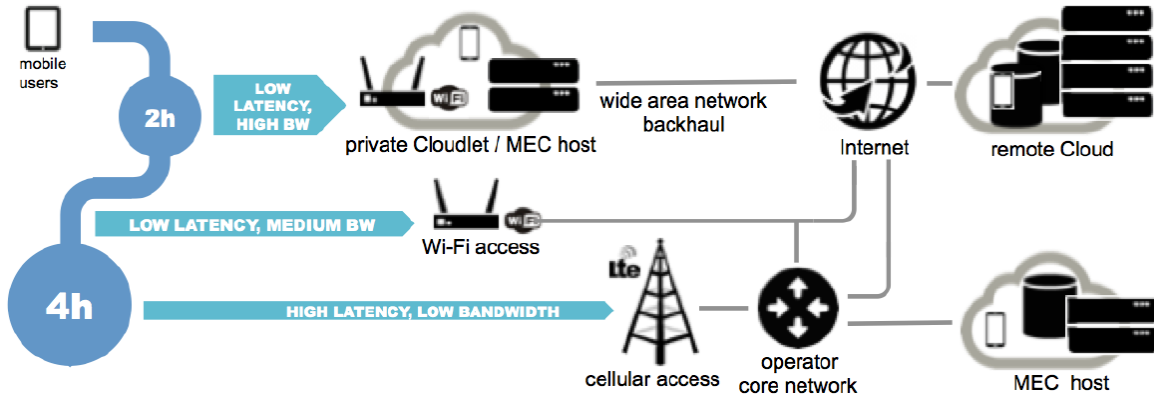 mobile
users
2h
LOW
LATENCY,
HIGH BW
WiFi
private Cloudlet / MEC host
wide area network
backhaul
Internet
remote Cloud
LOW LATENCY, MEDIUM BW
WiFi
Wi-Fi access
4h
HIGH LATENCY, LOW BANDWIDTH
Lte
cellular access
operator
core network
MEC host